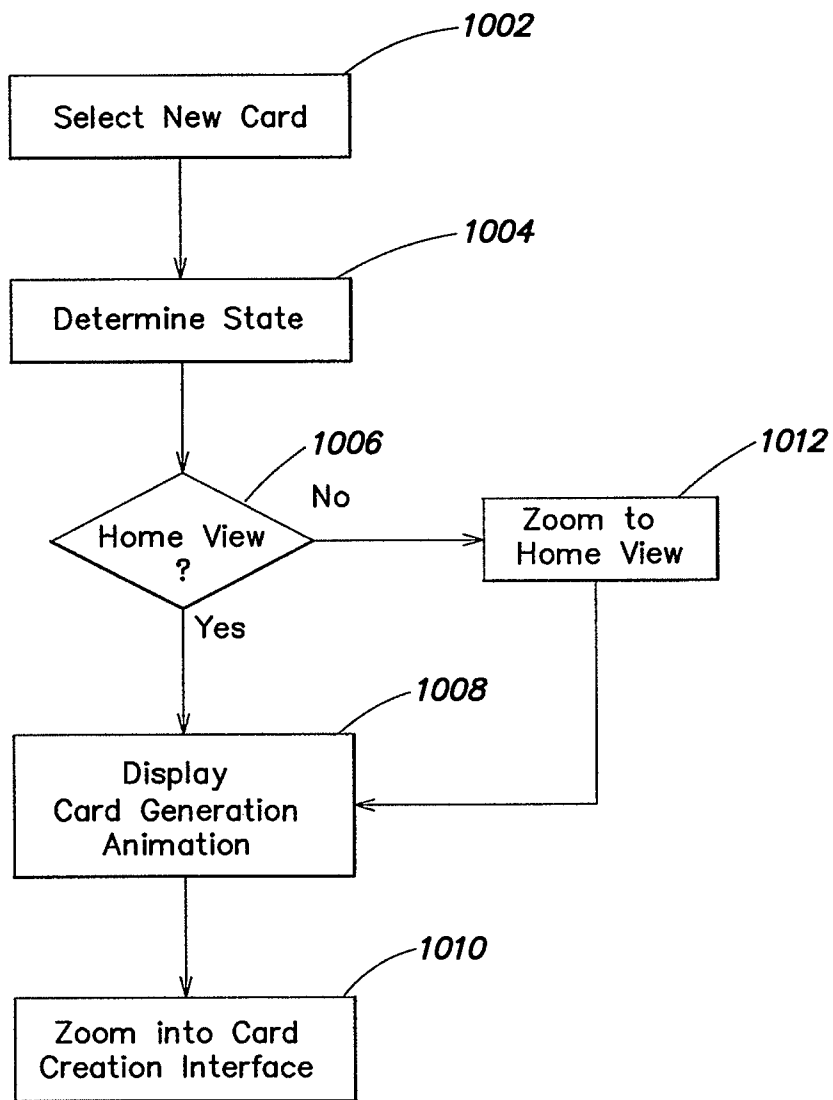 1002
Select New Card
1004
Determine State
1006
Home View
?
No
1012
Zoom to
Home View
Yes
1008
Display
Card Generation
Animation
1010
Zoom into Card
Creation Interface